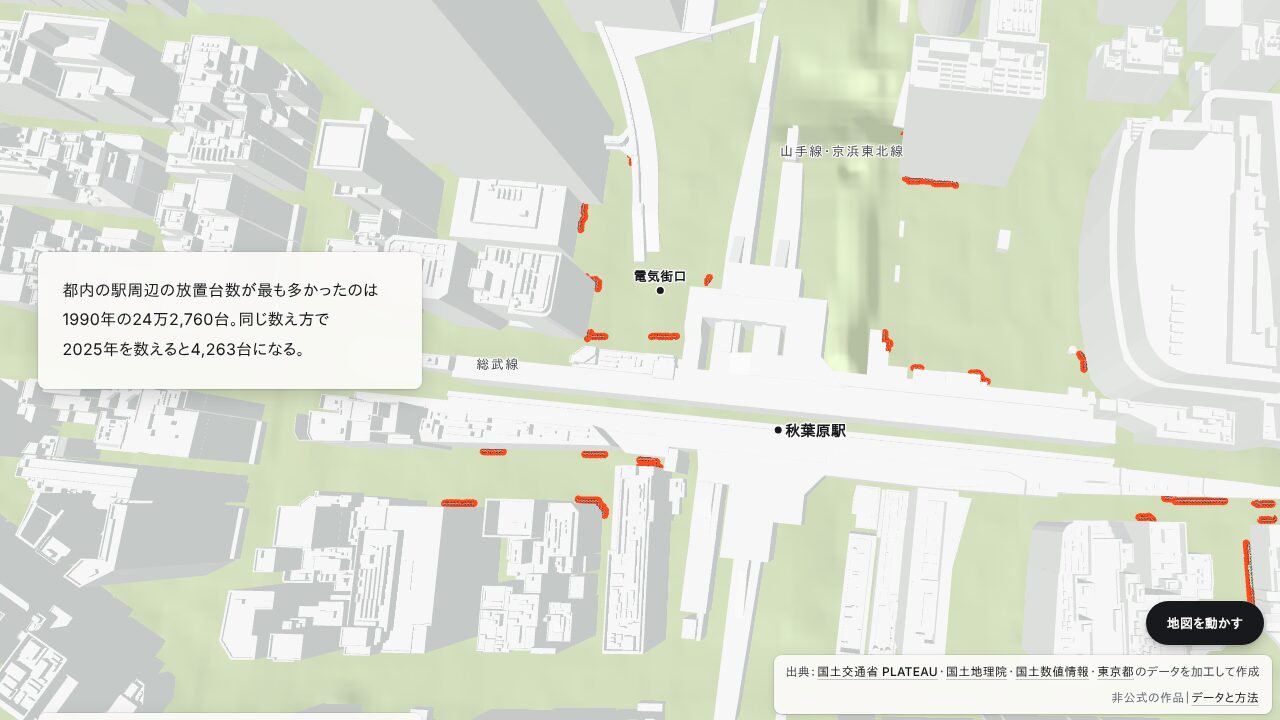 山手線・京浜東北線
電気街口
都内の駅周辺の放置台数が最も多かったのは
1990年の24万2,760台。同じ数え方で
2025年を数えると4,263台になる。
総武線
秋葉原駅
地図を動かす
出典：国土交通省 PLATEAU・国土地理院・国土数値情報・東京都のデータを加工して作成
非公式の作品|データと方法